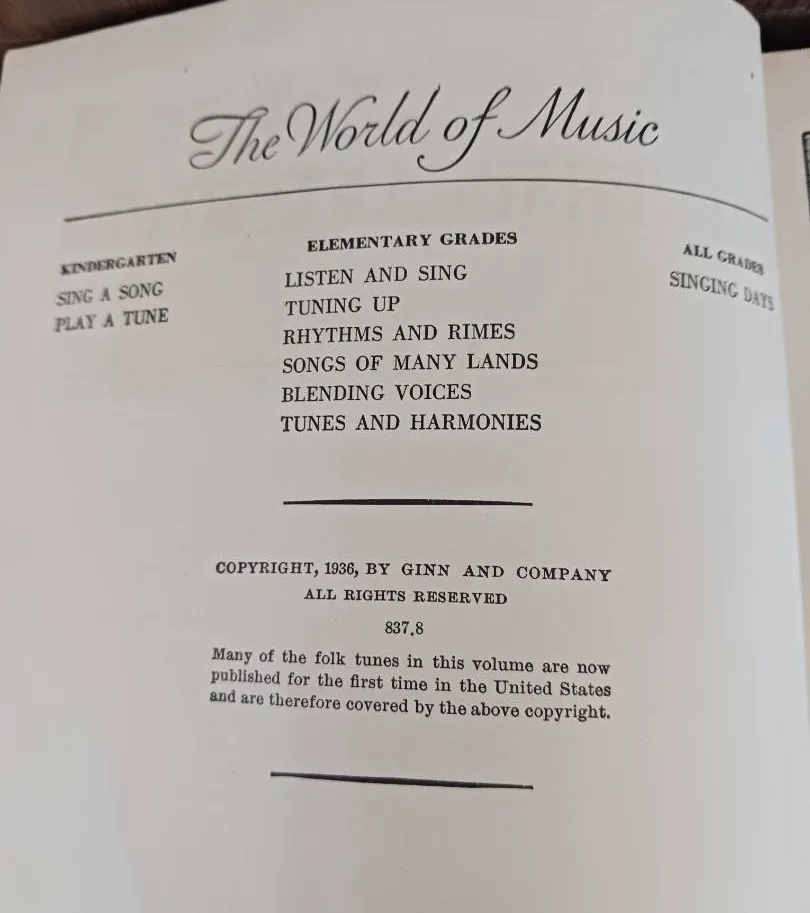 The World of Music
KINDERGARTEN
SING A SONG
PLAY A TUNE
ELEMENTARY GRADES
LISTEN AND SING
TUNING UP
RHYTHMS AND RIMES
SONGS OF MANY LANDS
BLENDING VOICES
TUNES AND HARMONIES
ALL GRADES
SINGING DAYS
COPYRIGHT, 1936, BY GINN AND COMPANY
ALL RIGHTS RESERVED
837.8
Many of the folk tunes in this volume are now
published for the first time in the United States
and are therefore covered by the above copyright.